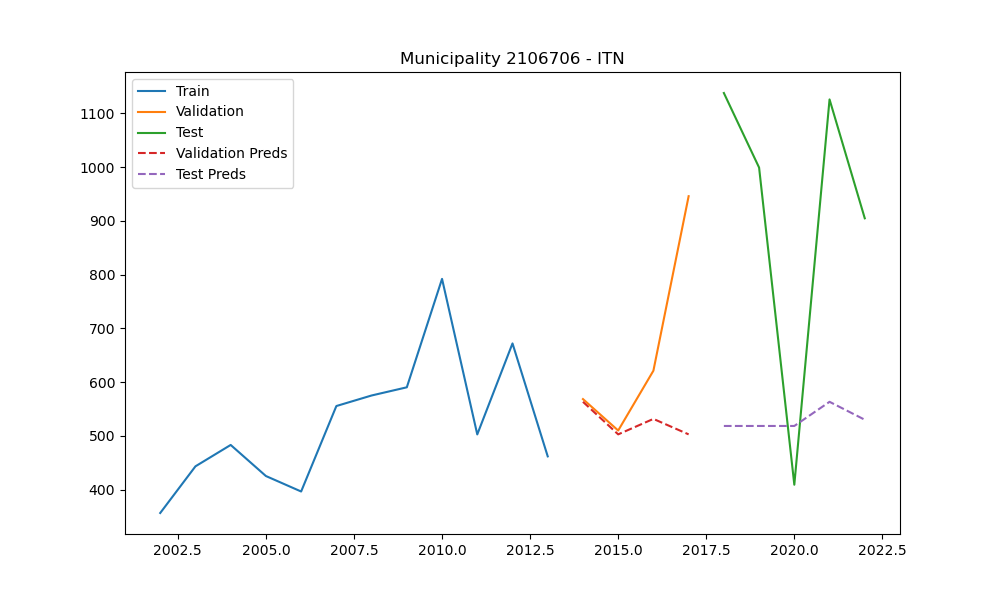 Municipality 2106706 - ITN
Train
Validation
Test
Validation Preds
Test Preds
1100
1000
900
800
700
600
500
400
2002.5 2005.0 2007.5 2010.0 2012.5 2015.0 2017.5 2020.0 2022.5